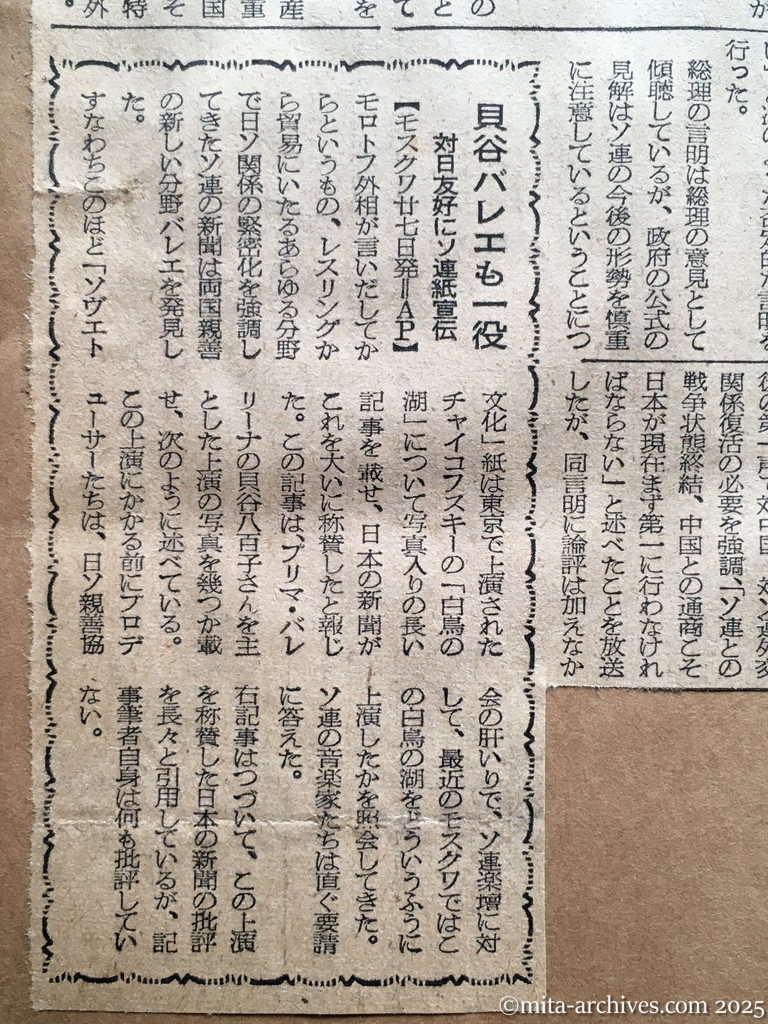 行った。
総理の言明は総理の意見として
傾聴しているが、政府の公式の
見解はソ連の今後の形勢を慎重
に注意しているということにつ
関係復活の必要を強調、「ソ連との
戦争状態終結、中国との通商こそ
日本が現在まず第一に行わなけれ
ばならない」と述べたことを放送
したが、同言明に論評は加えなか
貝谷バレエも一役
対日友好にソ連紙宣伝
【モスクワ廿七日発=AP】
モロトフ外相が言いだしてか
らというもの、レスリングか
ら貿易にいたるあらゆる分野
で日ソ関係の緊密化を強調し
てきたソ連の新聞は両国親善
の新しい分野バレエを発見し
た。
すなわちこのほど「ソヴエト
文化」紙は東京で上演された
チャイコフスキーの「白鳥の
湖」について写真入りの長い
記事を載せ、日本の新聞が
これを大いに称賛したと報じ
た。この記事は、プリマ・バレ
リーナの貝谷八百子さんを主
とした上演の写真を幾つか載
せ、次のように述べている。
この上演にかかる前にプロデ
ューサーたちは、日ソ親善協
会の肝いりで、ソ連楽壇に対
して、最近のモスクワではこ
の白鳥の湖をどういうふうに
上演したかを照会してきた。
ソ連の音楽家たちは直ぐ要請
に答えた。
右記事はつづいて、この上演
を称賛した日本の新聞の批評
を長々と引用しているが、記
事筆者自身は何も批評してい
ない。
©mita-archives.com 2025